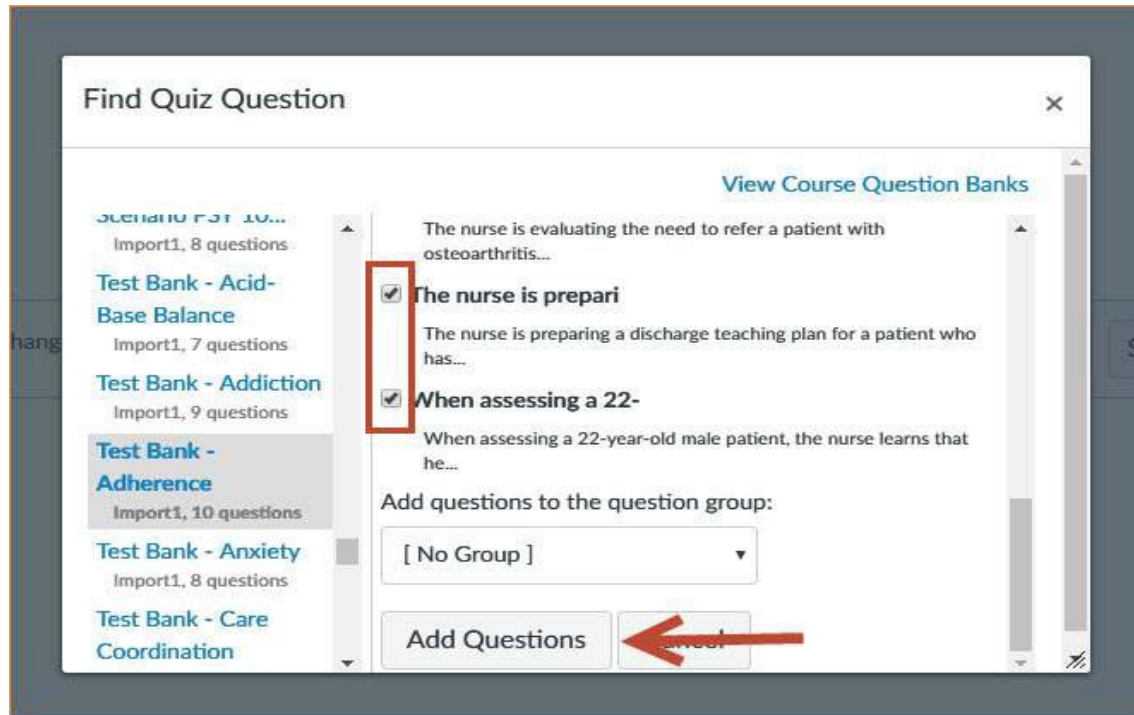 Find Quiz Question
×
View Course Question Banks
Scenario PSY 10...
Import1, 8 questions
Test Bank - Acid-
Base Balance
Import1, 7 questions
Test Bank - Addiction
Import1, 9 questions
Test Bank -
Adherence
Import1, 10 questions
Test Bank - Anxiety
Import1, 8 questions
Test Bank - Care
Coordination
The nurse is evaluating the need to refer a patient with
osteoarthritis...
The nurse is prepari
The nurse is preparing a discharge teaching plan for a patient who
has...
When assessing a 22-
When assessing a 22-year-old male patient, the nurse learns that
he...
Add questions to the question group:
[ No Group ]
Add Questions
hang
S